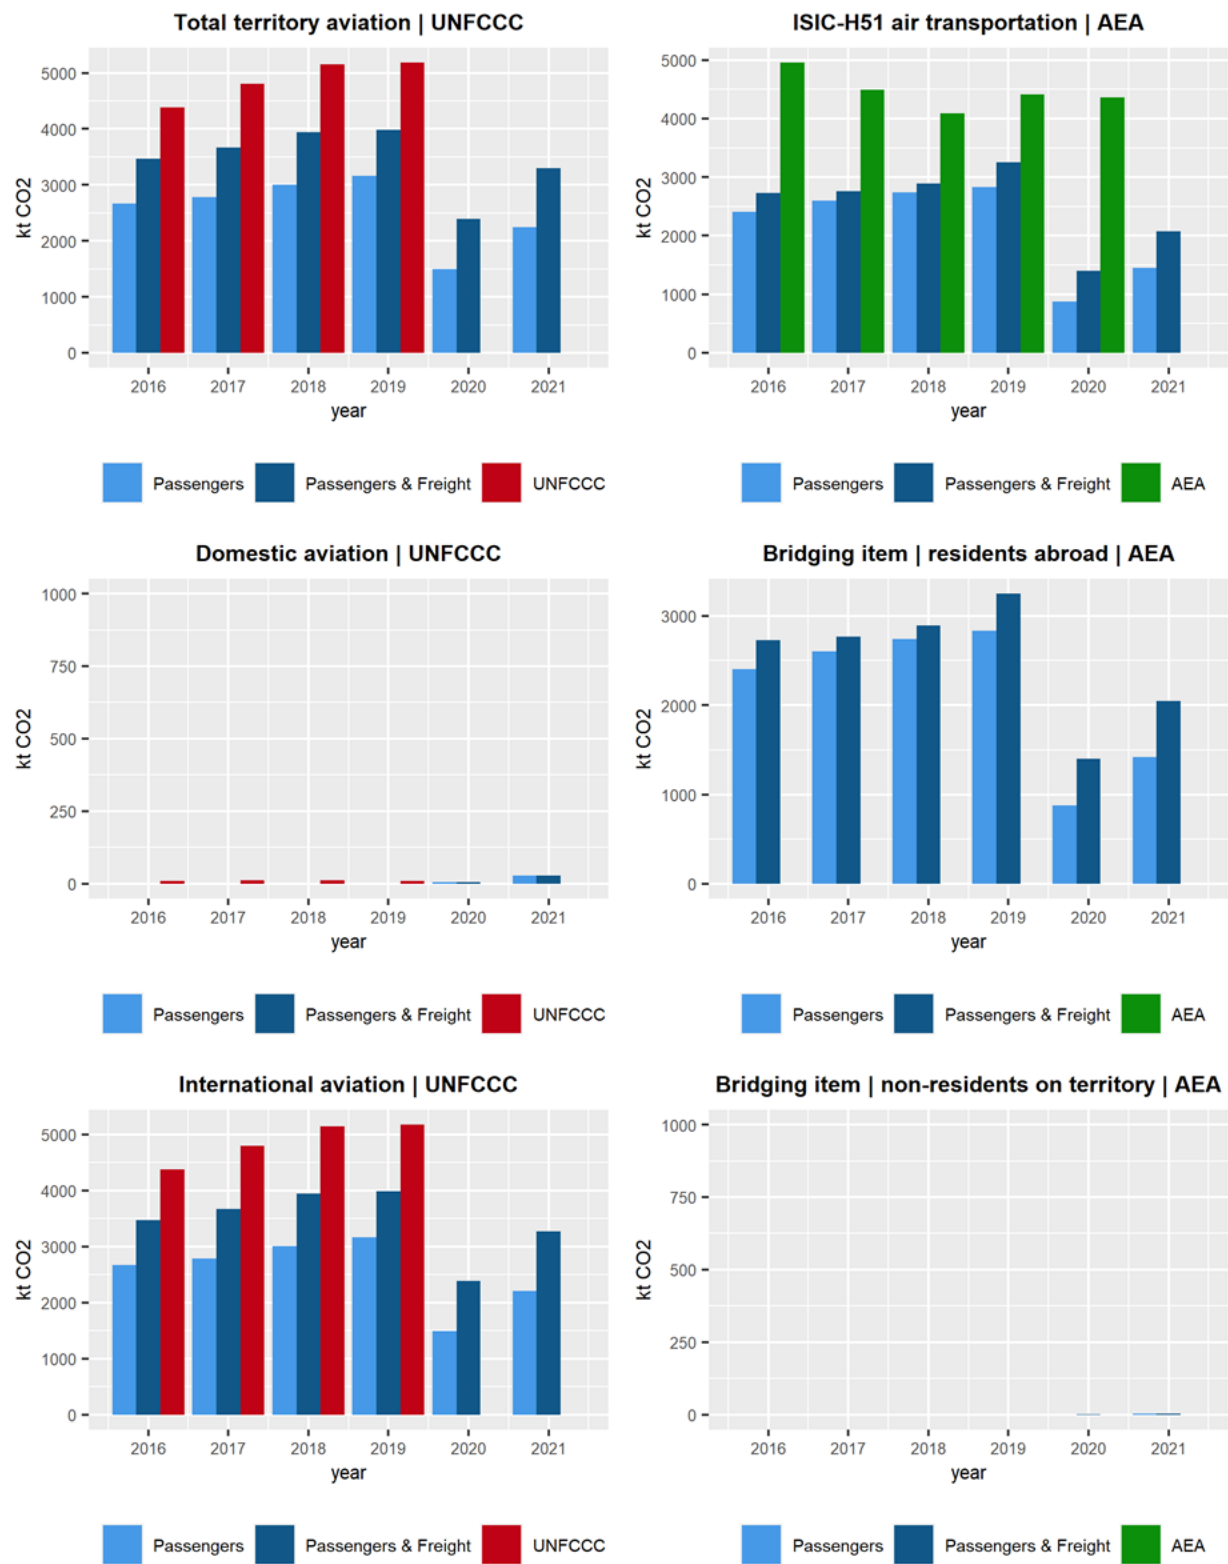 Total territory aviation | UNFCCC
kt CO2
5000
4000
3000
2000
1000
0
2016 2017 2018 2019 2020 2021
year
Passengers Passengers & Freight UNFCCC
ISIC-H51 air transportation | AEA
kt CO2
5000
4000
3000
2000
1000
0
2016 2017 2018 2019 2020 2021
year
Passengers Passengers & Freight AEA
Domestic aviation | UNFCCC
kt CO2
1000
750
500
250
0
2016 2017 2018 2019 2020 2021
year
Passengers Passengers & Freight UNFCCC
Bridging item | residents abroad | AEA
kt CO2
3000
2000
1000
0
2016 2017 2018 2019 2020 2021
year
Passengers Passengers & Freight AEA
International aviation | UNFCCC
kt CO2
5000
4000
3000
2000
1000
0
2016 2017 2018 2019 2020 2021
year
Passengers Passengers & Freight UNFCCC
Bridging item | non-residents on territory | AEA
kt CO2
1000
750
500
250
0
2016 2017 2018 2019 2020 2021
year
Passengers Passengers & Freight AEA